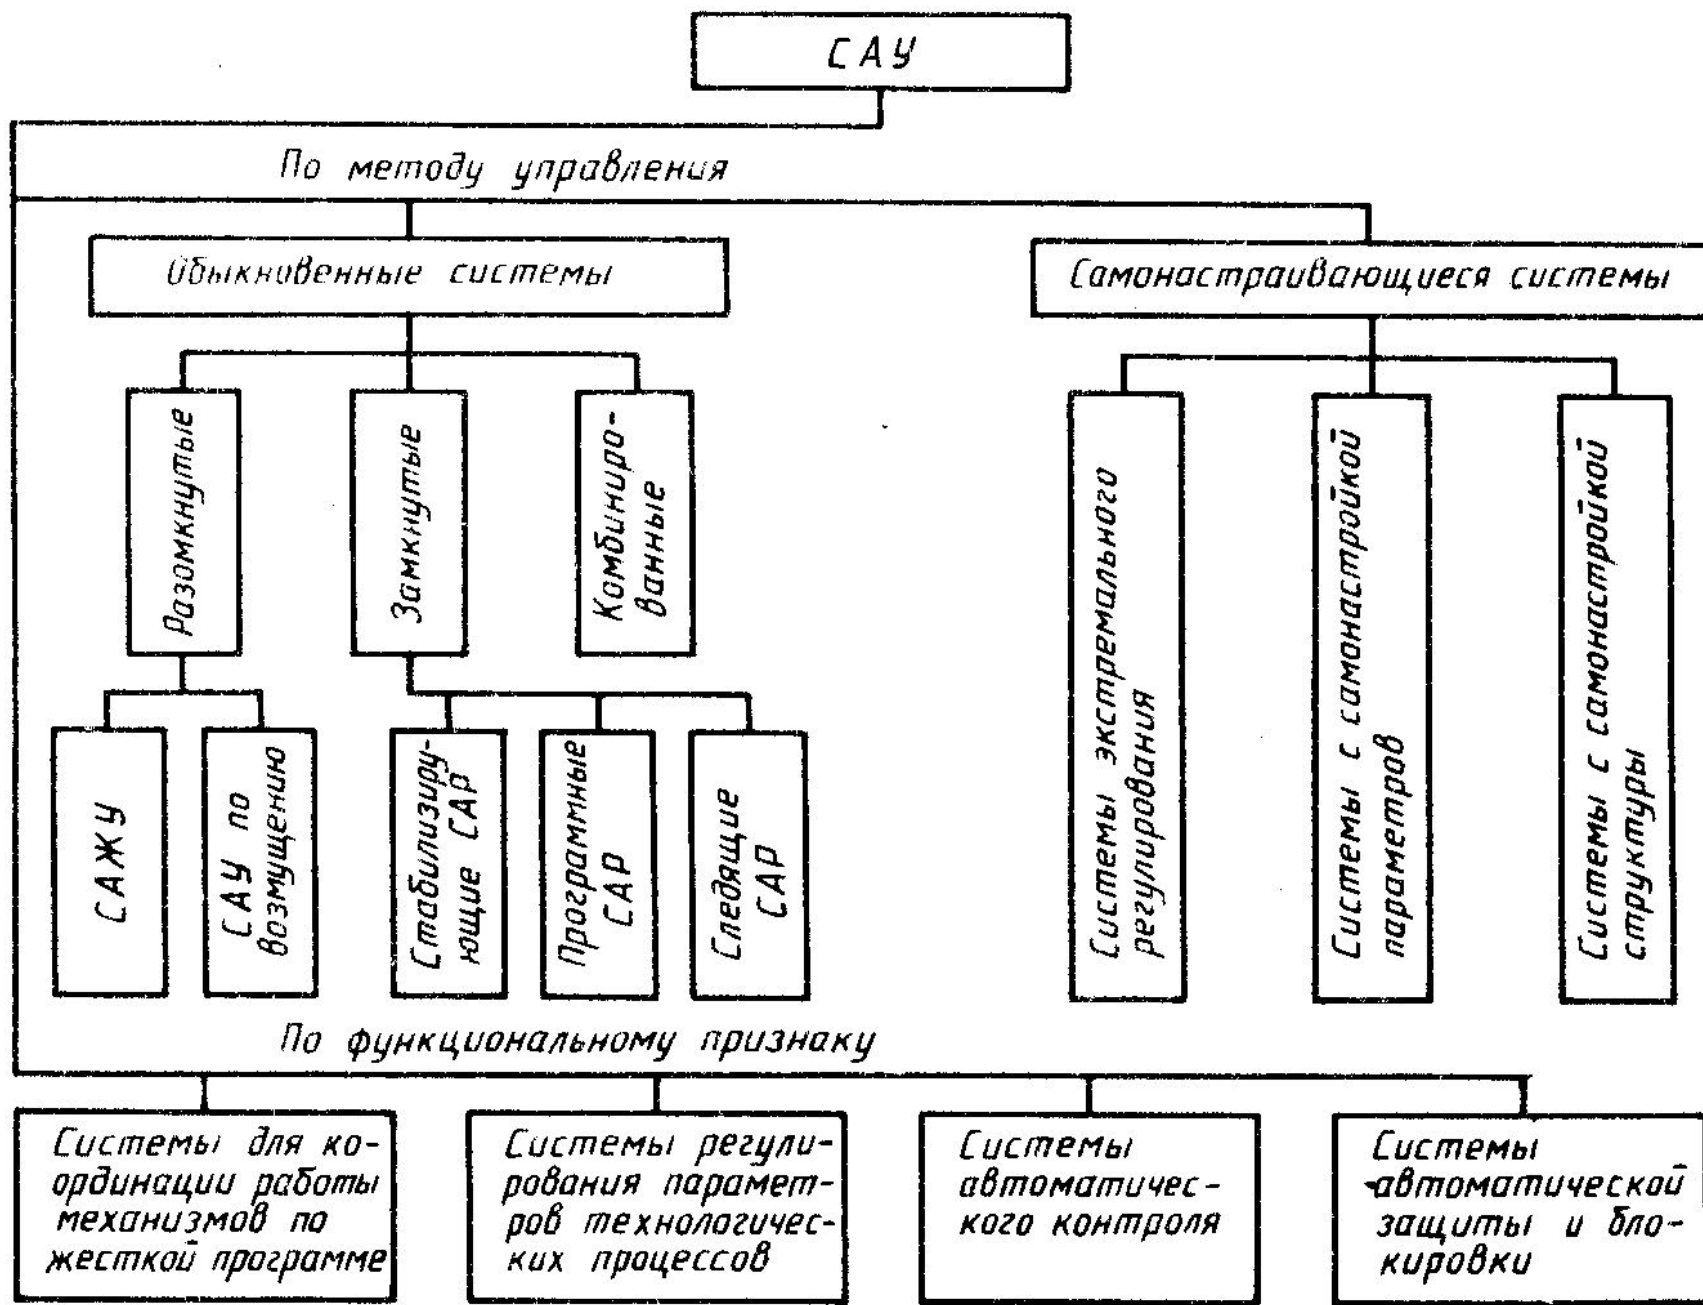 САУ
По методу управления
Обыкновенные системы
Самонастраивающиеся системы
Разомкнутые
Замкнутые
Комбиниро-
ванные
Системы экстремального
регулирования
Системы с самонастройкой
параметров
Системы с самонастройкой
структуры
САЖУ
САУ по
возмущению
Стабилизиру-
ющие САР
Программные
САР
Следящие
САР
По функциональному признаку
Системы для ко-
ординации работы
механизмов по
жесткой программе
Системы регули-
рования парамет-
ров технологичес-
ких процессов
Системы
автоматичес-
кого контроля
Системы
автоматической
защиты и бло-
кировки